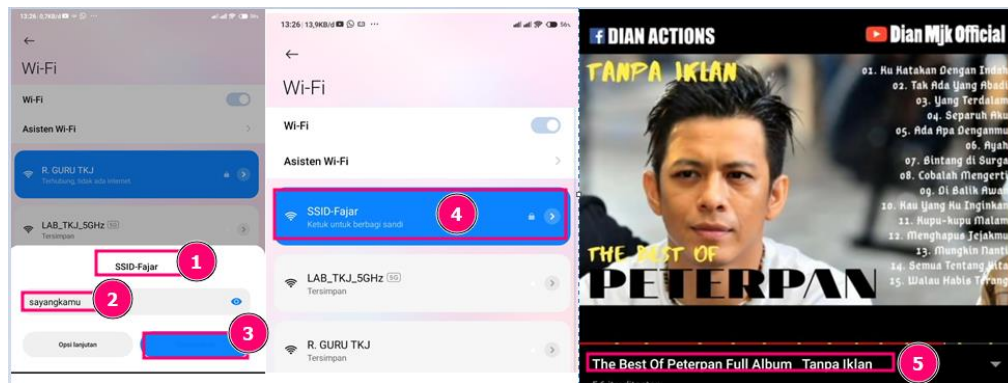 13:26
Wi-Fi
Wi-Fi
Asisten Wi-Fi
R. GURU TKJ
Terhubung, tidak ada internet
LAB_TKJ_5GHz 5G
Tersimpan
SSID-Fajar
1
sayangkamu
2
Opsi lanjutan
3
13:26 13,9KB/d
Wi-Fi
Wi-Fi
Asisten Wi-Fi
SSID-Fajar
Ketuk untuk berbagi sandi
4
LAB_TKJ_5GHz 5G
Tersimpan
R. GURU TKJ
Tersimpan
f DIAN ACTIONS
Dian Mjk Official
TANPA IKLAN
01. Ku Katakan Dengan Indah
02. Tak Ada Yang Abadi
03. Yang Terdalam
04. Separuh Aku
05. Ada Apa Denganmu
06. Ayah
07. Bintang di Surga
08. Cobalah Mengerti
09. Di Balik Awan
10. Kau Yang Ku Inginkan
11. Kupu-kupu Malam
12. Menghapus Jejakmu
13. Mungkin Nanti
14. Semua Tentang Kita
15. Walau Habis Terang
THE BEST OF
PETERPAN
The Best Of Peterpan Full Album Tanpa Iklan
5